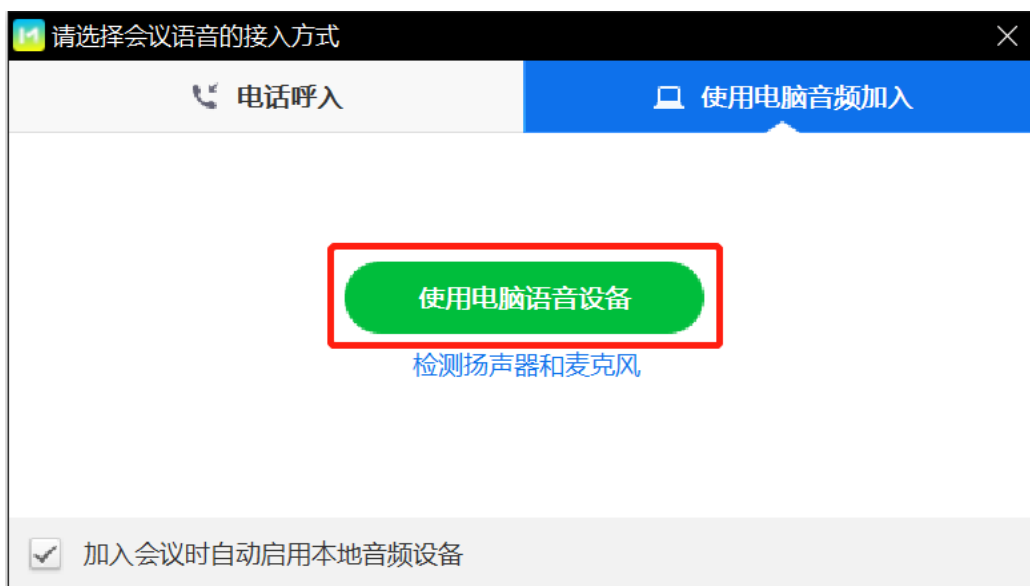 请选择会议语音的接入方式
电话呼入
使用电脑音频加入
使用电脑语音设备
检测扬声器和麦克风
加入会议时自动启用本地音频设备